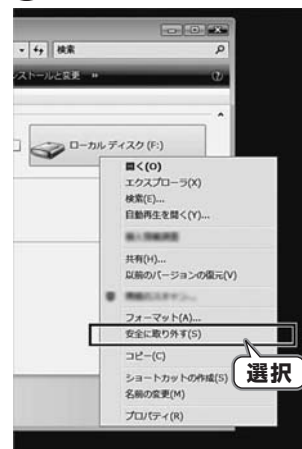 検索
ンストールと変更 »
ローカル ディスク (F:)
開く(O)
エクスプローラ(X)
検索(E)...
自動再生を開く(Y)...
共有(H)...
以前のバージョンの復元(V)
フォーマット(A)...
安全に取り外す(S)
コピー(C)
選択
ショートカットの作成(S)
名前の変更(M)
プロパティ(R)